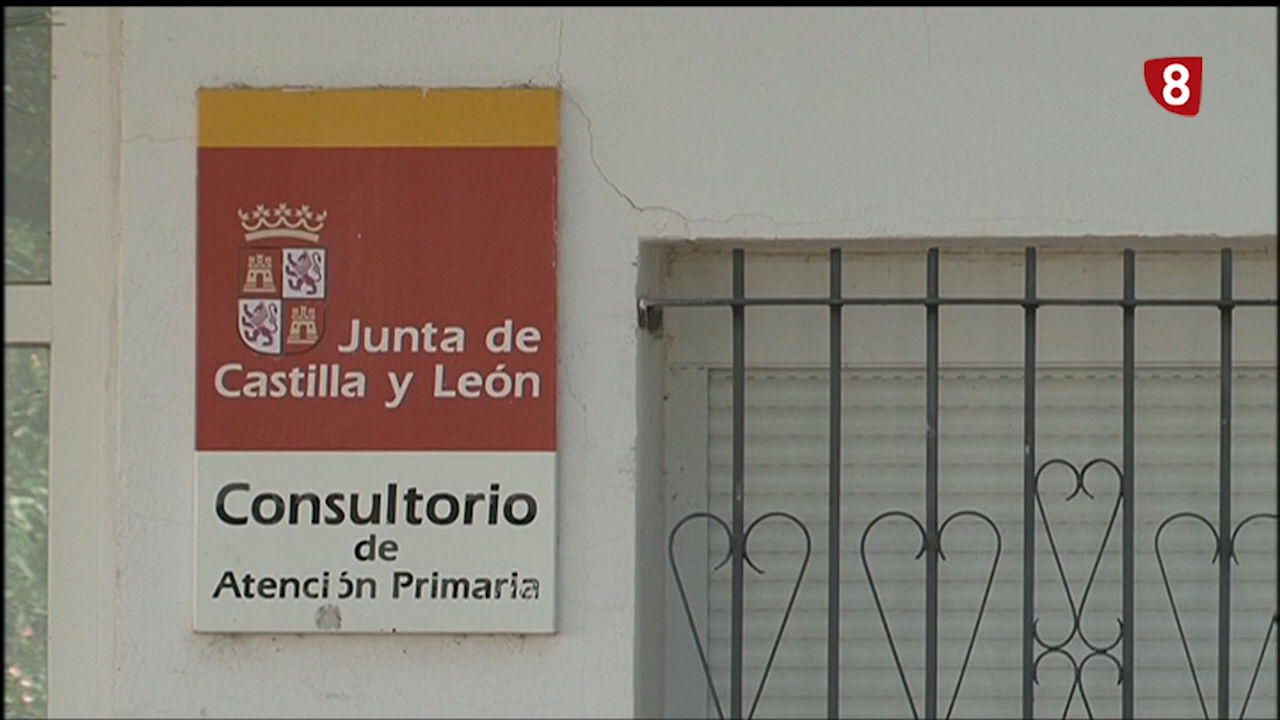 8
Junta de
Castilla y León
Consultorio
de
Atención Primaria